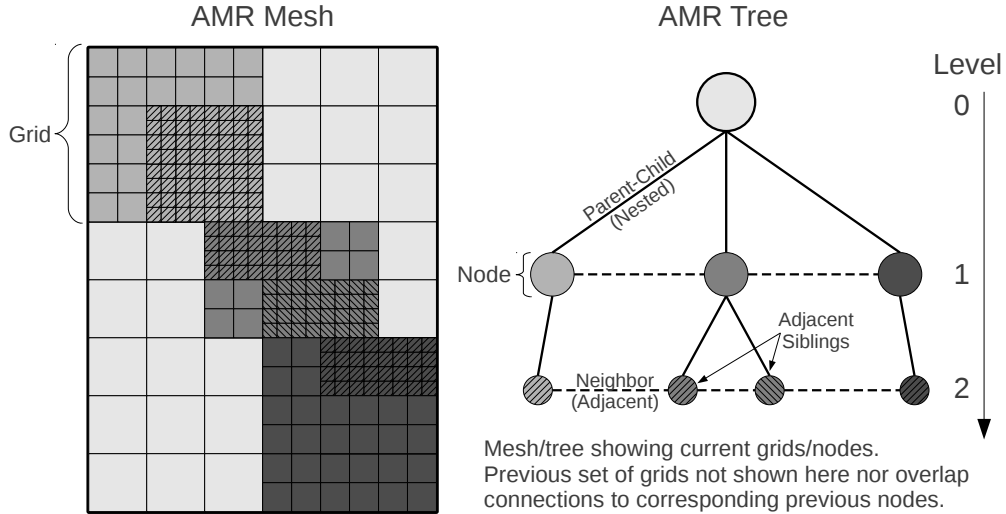 AMR Mesh
AMR Tree
Level
0
Grid
Parent-Child
(Nested)
Node
1
Adjacent
Siblings
Neighbor
(Adjacent)
2
Mesh/tree showing current grids/nodes.
Previous set of grids not shown here nor overlap
connections to corresponding previous nodes.